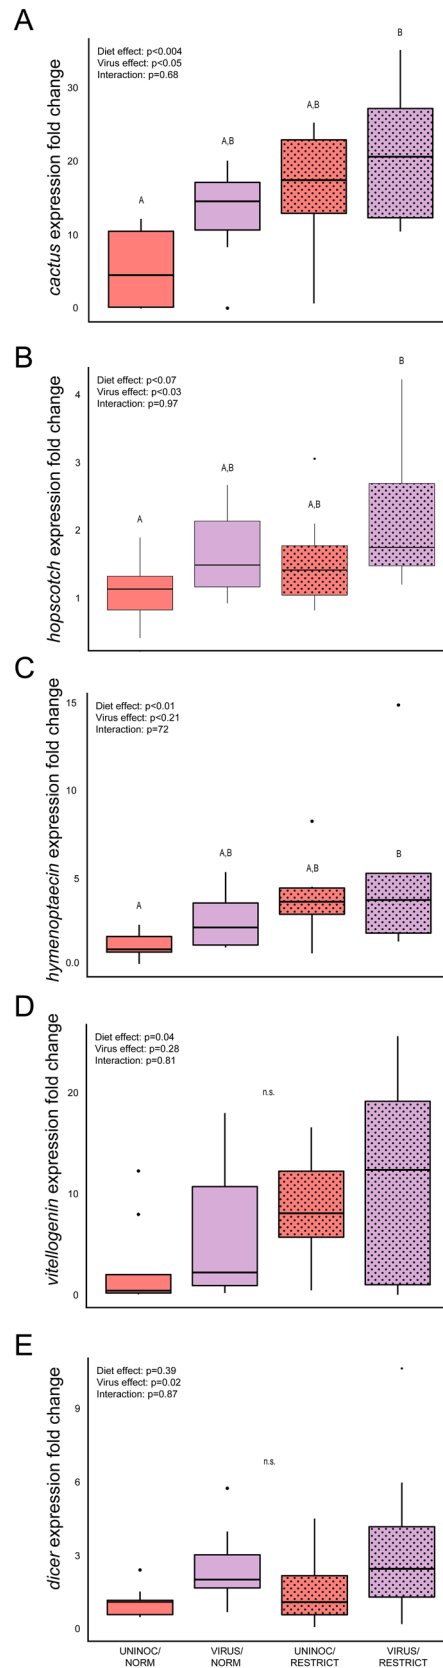 A
Diet effect: p<0.004
Virus effect: p<0.05
Interaction: p=0.68
cactus expression fold change
30
20
10
0
A
A,B
A,B
B
B
Diet effect: p<0.07
Virus effect: p<0.03
Interaction: p=0.97
hopscotch expression fold change
4
3
2
1
A
A,B
A,B
B
C
Diet effect: p<0.01
Virus effect: p<0.21
Interaction: p=72
hymenoptaecin expression fold change
15
10
5
0.0
A
A,B
A,B
B
D
Diet effect: p=0.04
Virus effect: p=0.28
Interaction: p=0.81
vitellogenin expression fold change
20
10
0
n.s.
E
Diet effect: p=0.39
Virus effect: p=0.02
Interaction: p=0.87
dicer expression fold change
9
6
3
0
n.s.
UNINOC/
NORM
VIRUS/
NORM
UNINOC/
RESTRICT
VIRUS/
RESTRICT